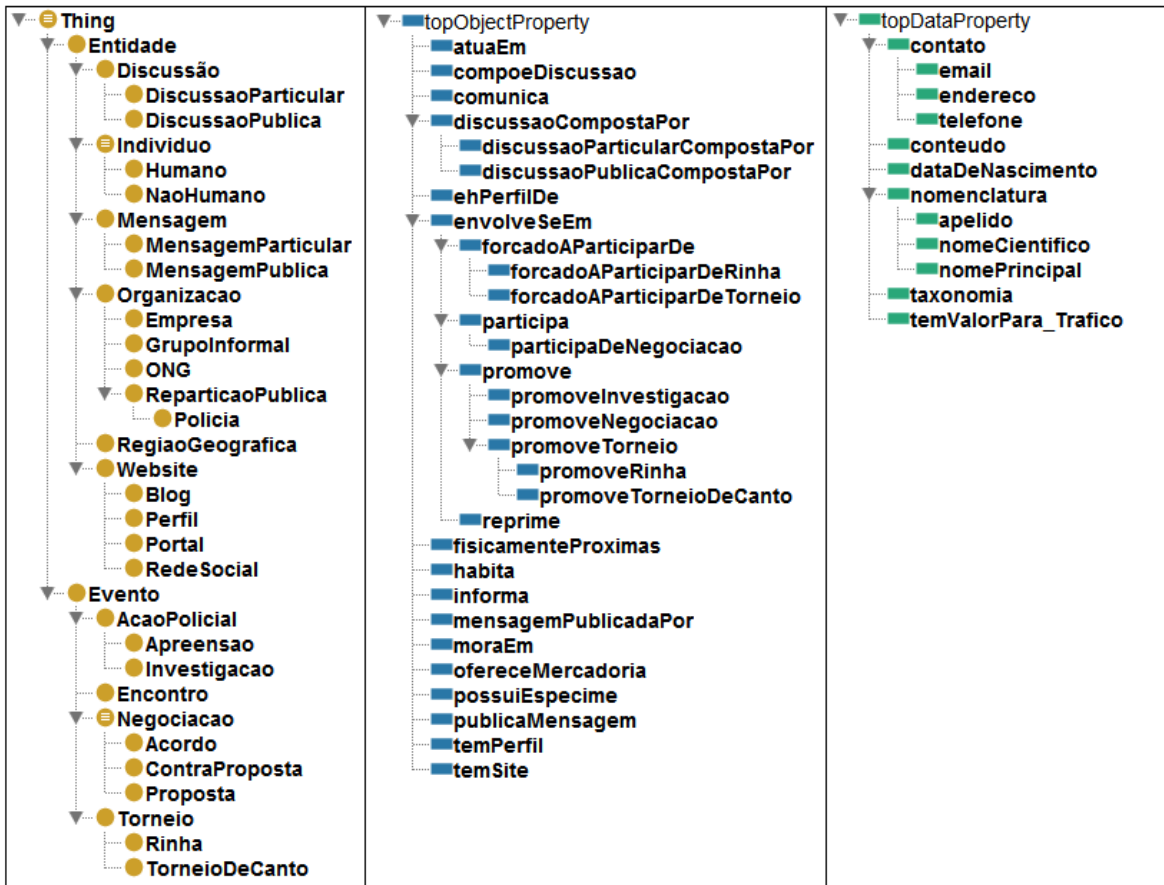 Thing
Entidade
Discussão
DiscussaoParticular
DiscussaoPublica
Individuo
Humano
NaoHumano
Mensagem
MensagemParticular
MensagemPublica
Organizacao
Empresa
GrupoInformal
ONG
ReparticaoPublica
Policia
RegiaoGeografica
Website
Blog
Perfil
Portal
RedeSocial
Evento
AcaoPolicial
Apreensao
Investigacao
Encontro
Negociacao
Acordo
ContraProposta
Proposta
Torneio
Rinha
TorneioDeCanto
topObjectProperty
atuaEm
compoeDiscussao
comunica
discussaoCompostaPor
discussaoParticularCompostaPor
discussaoPublicaCompostaPor
ehPerfilDe
envolveSeEm
forcadoAParticiparDe
forcadoAParticiparDeRinha
forcadoAParticiparDeTorneio
participa
participaDeNegociacao
promove
promoveInvestigacao
promoveNegociacao
promoveTorneio
promoveRinha
promoveTorneioDeCanto
reprime
fisicamenteProximas
habita
informa
mensagemPublicadaPor
moraEm
ofereceMercadoria
possuiEspecime
publicaMensagem
temPerfil
temSite
topDataProperty
contato
email
endereco
telefone
conteudo
dataDeNascimento
nomenclatura
apelido
nomeCientifico
nomePrincipal
taxonomia
temValorPara_Trafico